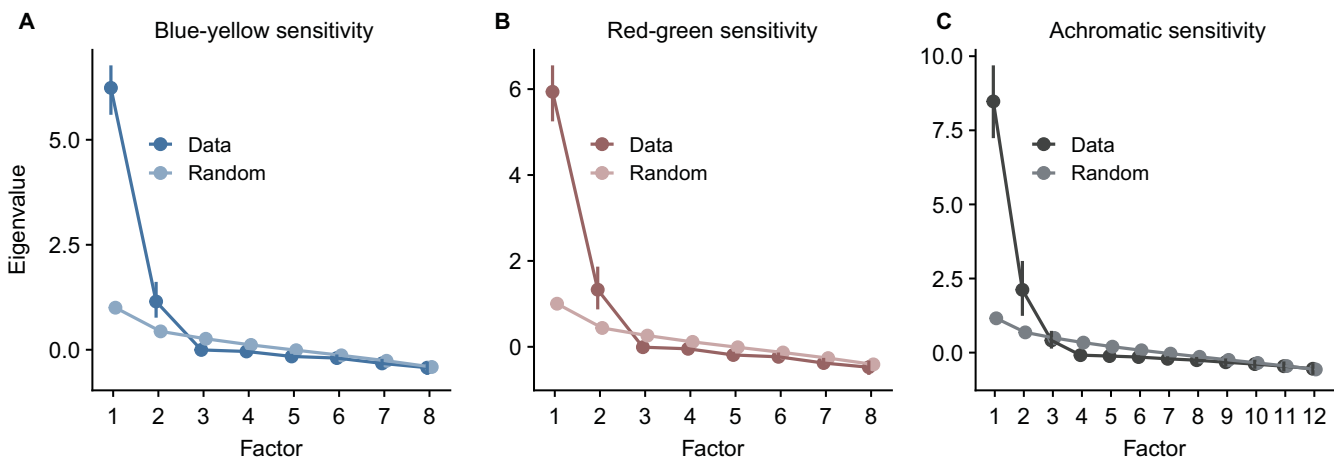 A
Blue-yellow sensitivity
Eigenvalue
5.0
2.5
0.0
Data
Random
1 2 3 4 5 6 7 8
Factor
B
Red-green sensitivity
6
4
2
0
Data
Random
1 2 3 4 5 6 7 8
Factor
C
Achromatic sensitivity
10.0
7.5
5.0
2.5
0.0
Data
Random
1 2 3 4 5 6 7 8 9 10 11 12
Factor